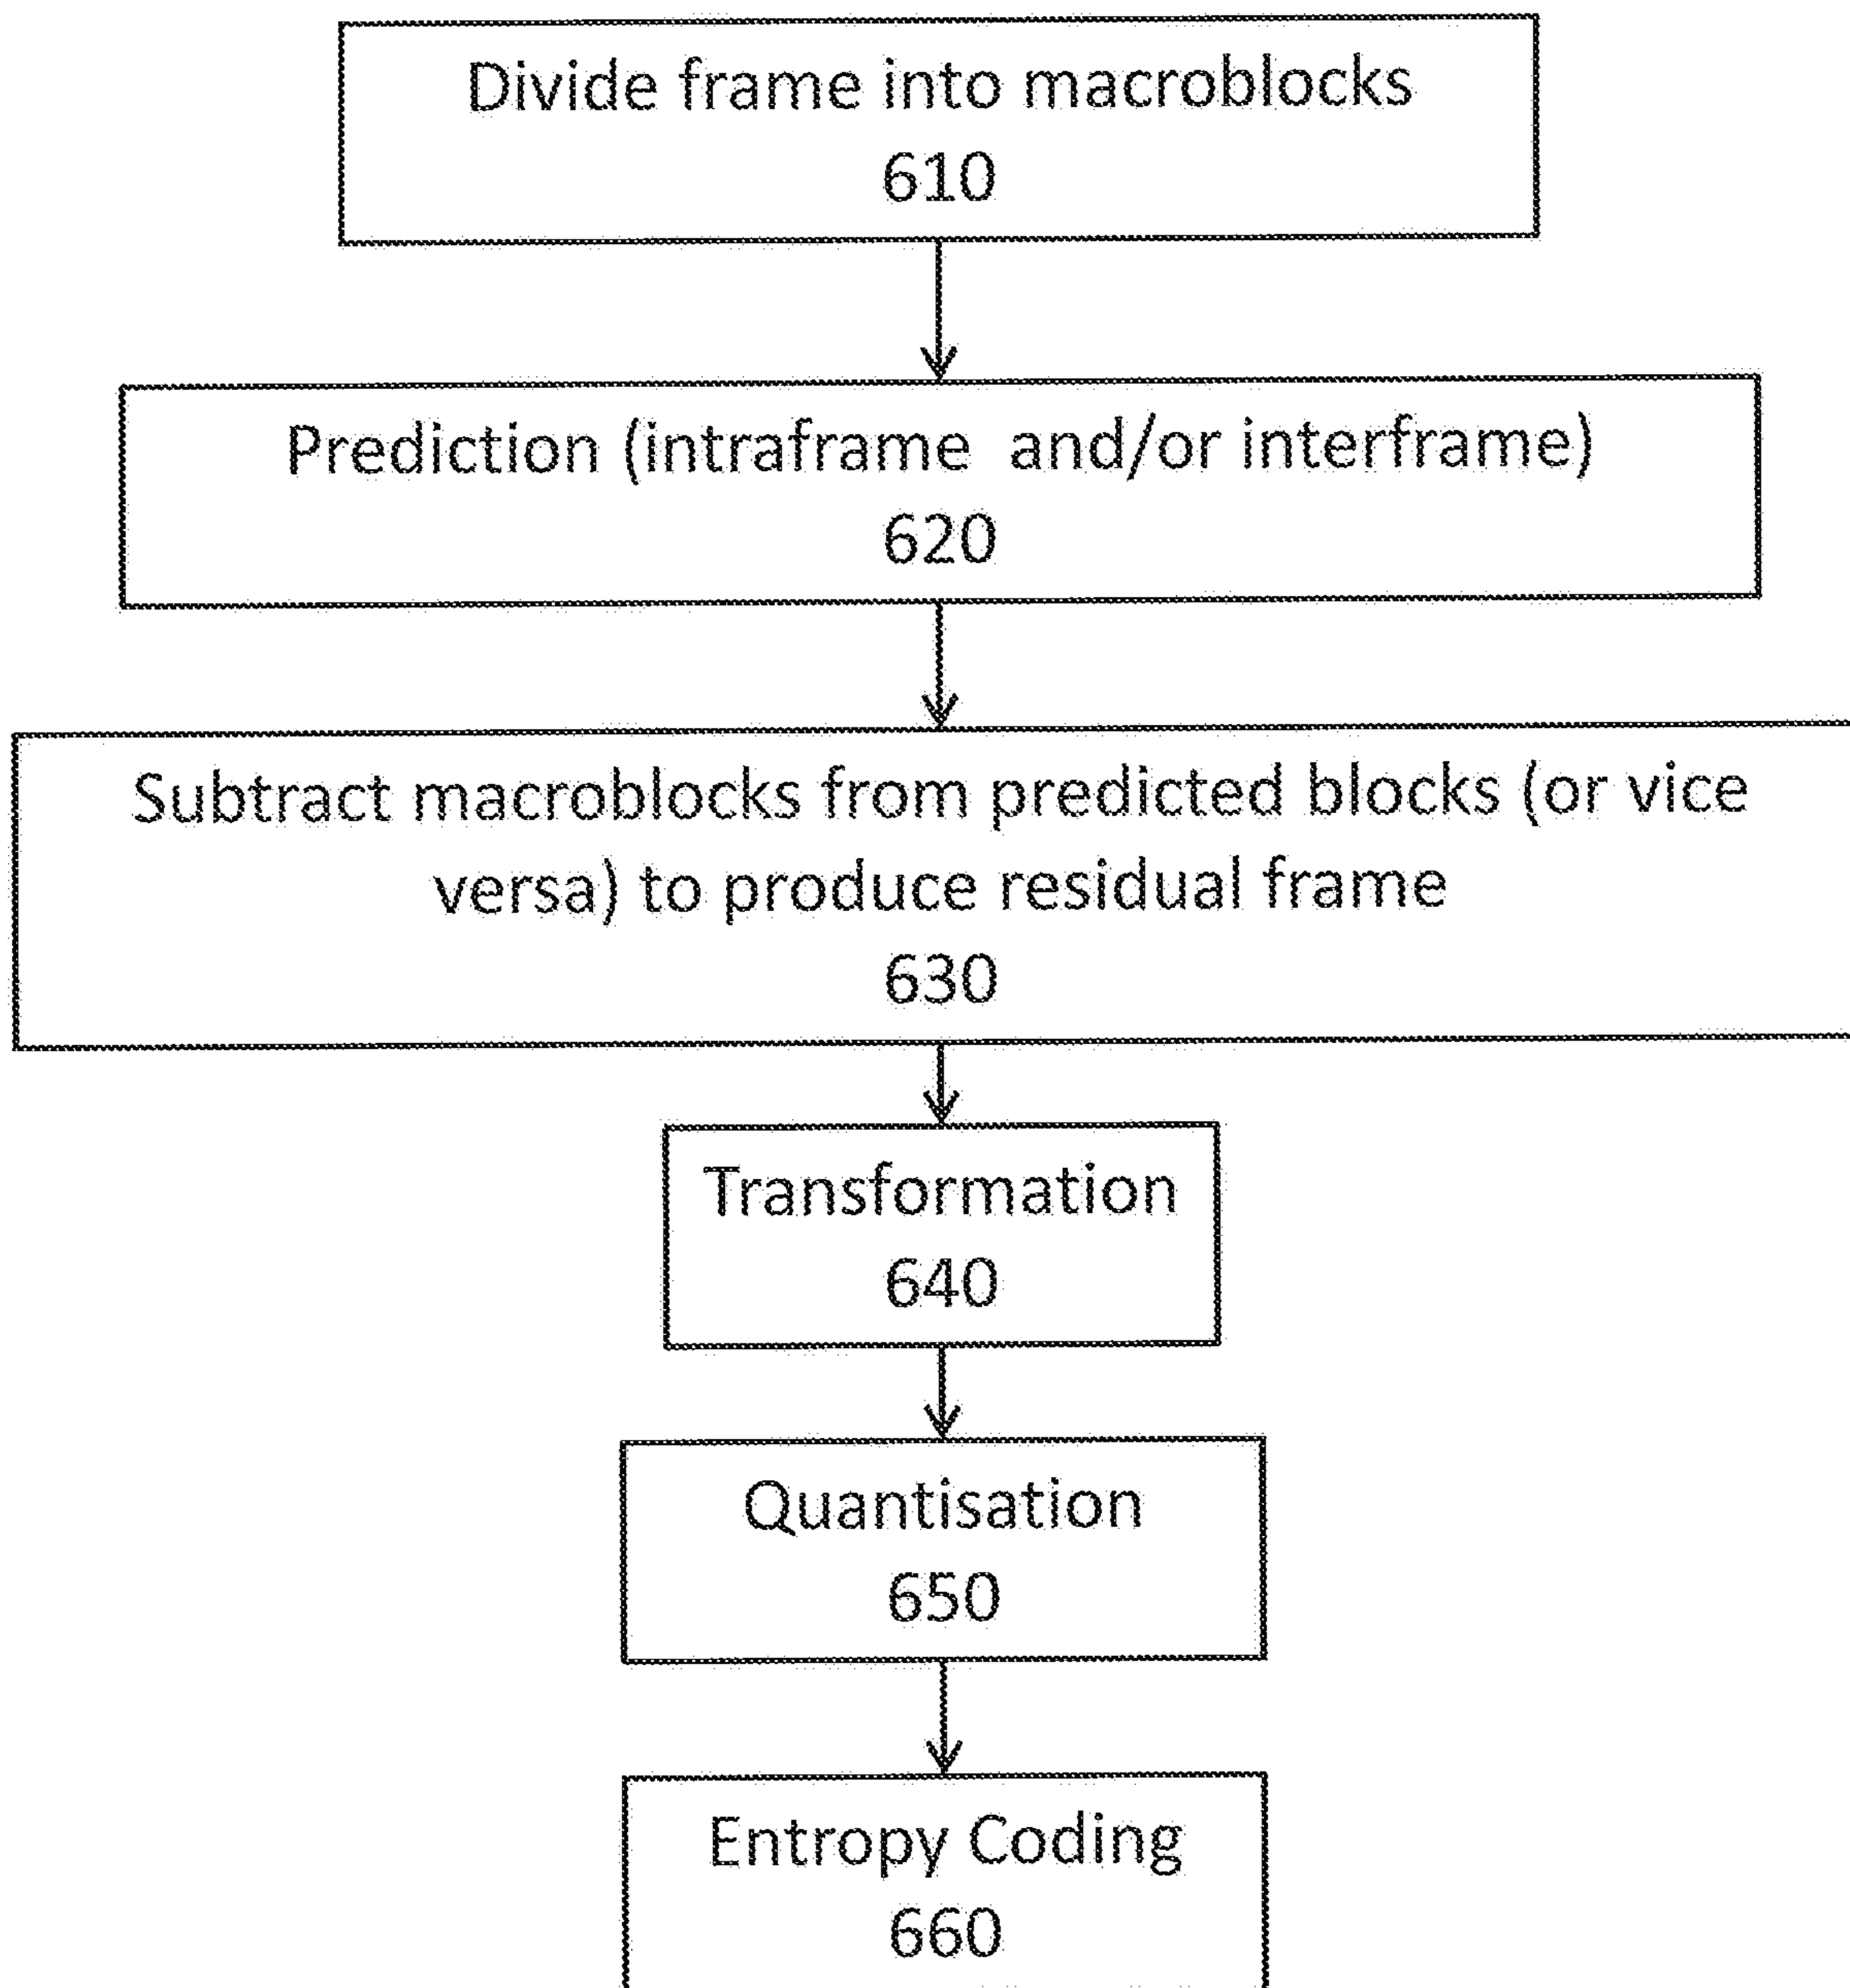 Divide frame into macroblocks
610
Prediction (intraframe and/or interframe)
620
Subtract macroblocks from predicted blocks (or vice
versa) to produce residual frame
630
Transformation
640
Quantisation
650
Entropy Coding
660